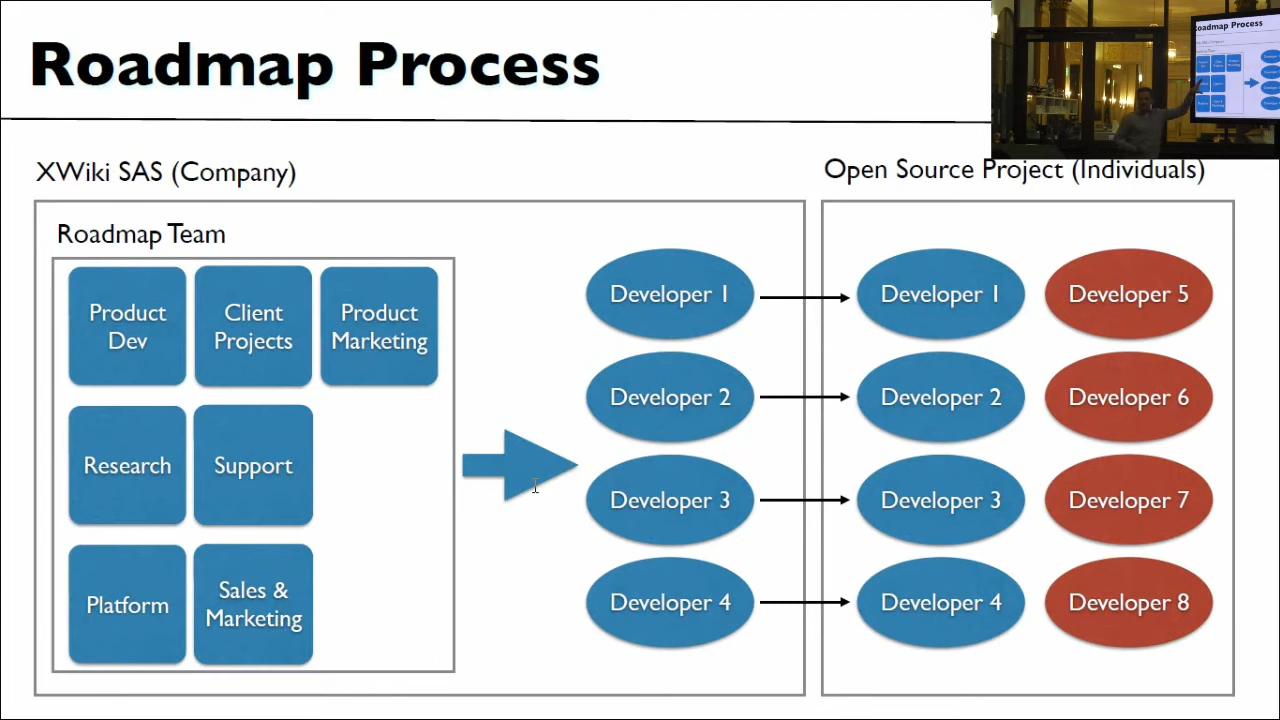 Roadmap Process
Roadmap Process
XWiki SAS (Company)
Open Source Project (Individuals)
Roadmap Team
Product
Dev
Client
Projects
Product
Marketing
Research
Support
Platform
Sales &
Marketing
Developer 1
Developer 2
Developer 3
Developer 4
Developer 1
Developer 2
Developer 3
Developer 4
Developer 5
Developer 6
Developer 7
Developer 8